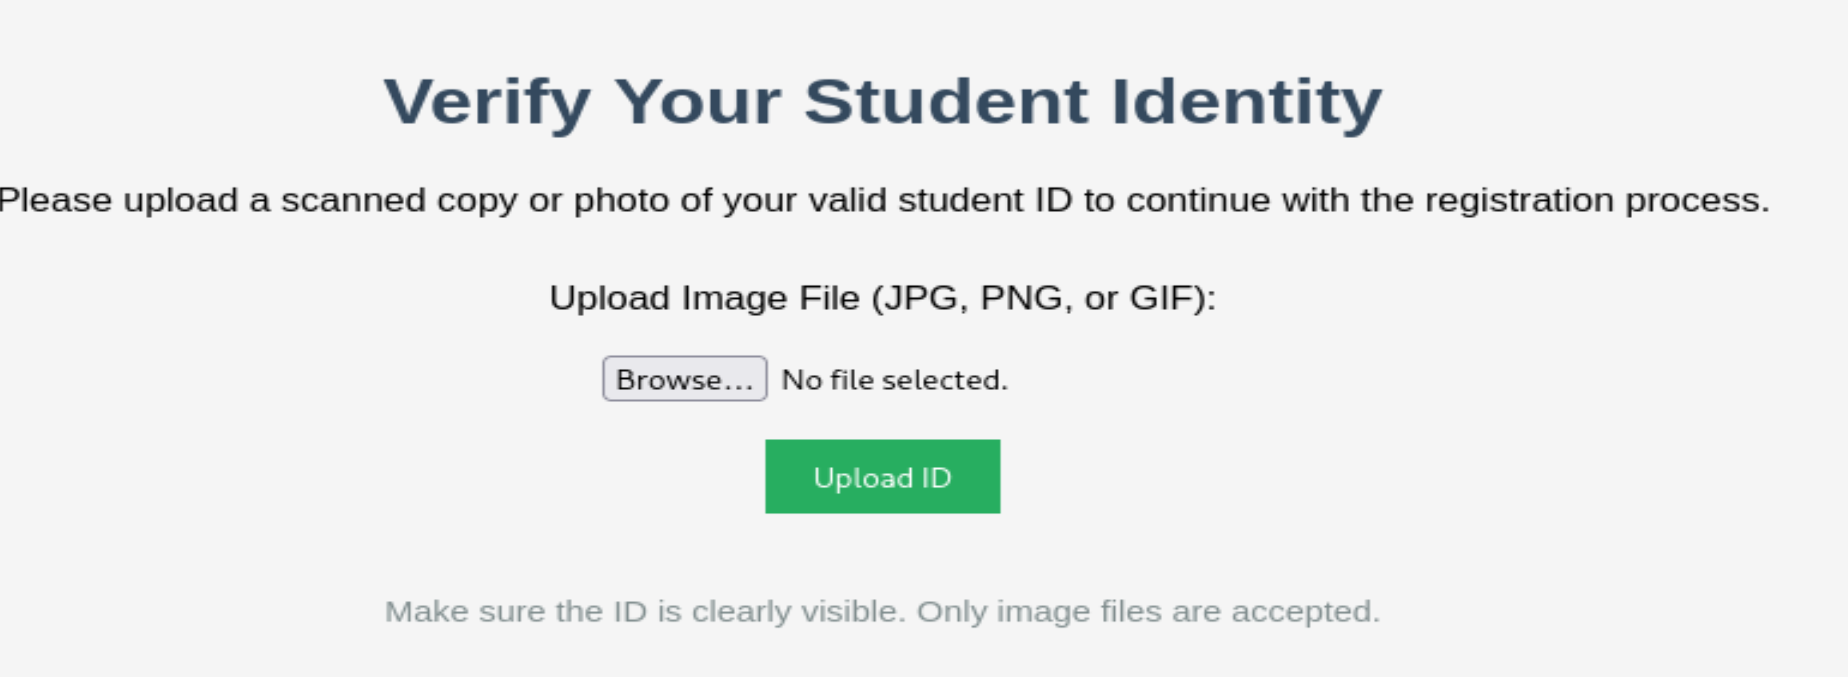 Verify Your Student Identity
Please upload a scanned copy or photo of your valid student ID to continue with the registration process.
Upload Image File (JPG, PNG, or GIF):
Browse... No file selected.
Upload ID
Make sure the ID is clearly visible. Only image files are accepted.